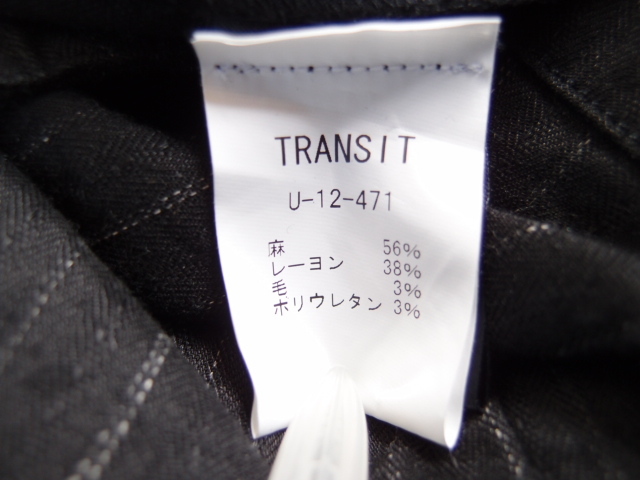 TRANSIT
U-12-471
麻 56%
レーヨン 38%
毛 3%
ポリウレタン 3%